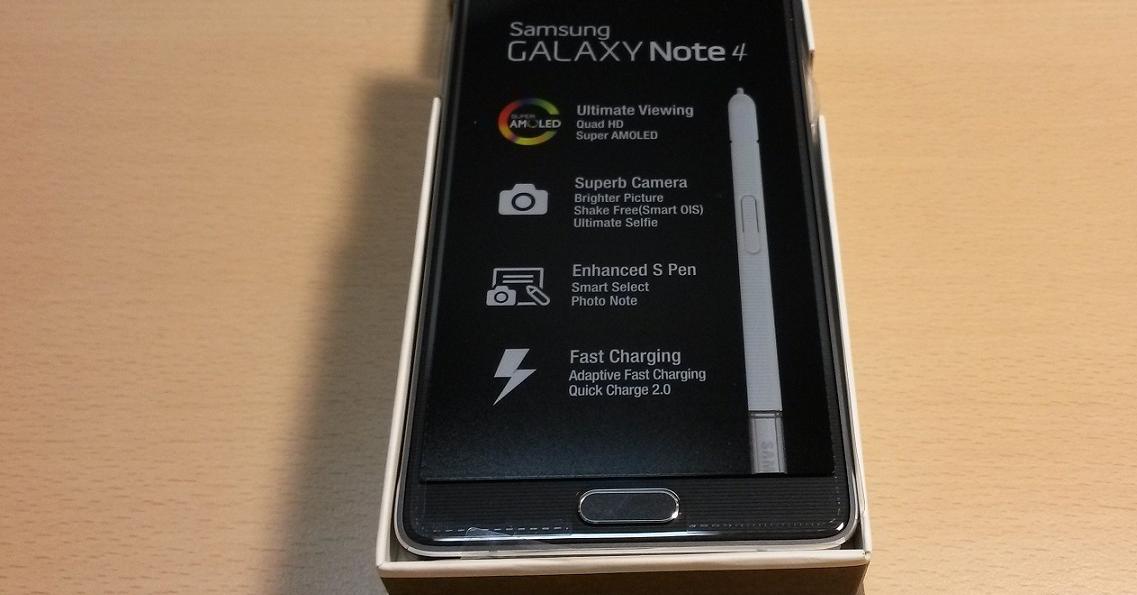 Samsung
GALAXY Note 4
SUPER
AMOLED
Ultimate Viewing
Quad HD
Super AMOLED
Superb Camera
Brighter Picture
Shake Free(Smart OIS)
Ultimate Selfie
Enhanced S Pen
Smart Select
Photo Note
Fast Charging
Adaptive Fast Charging
Quick Charge 2.0
SAM